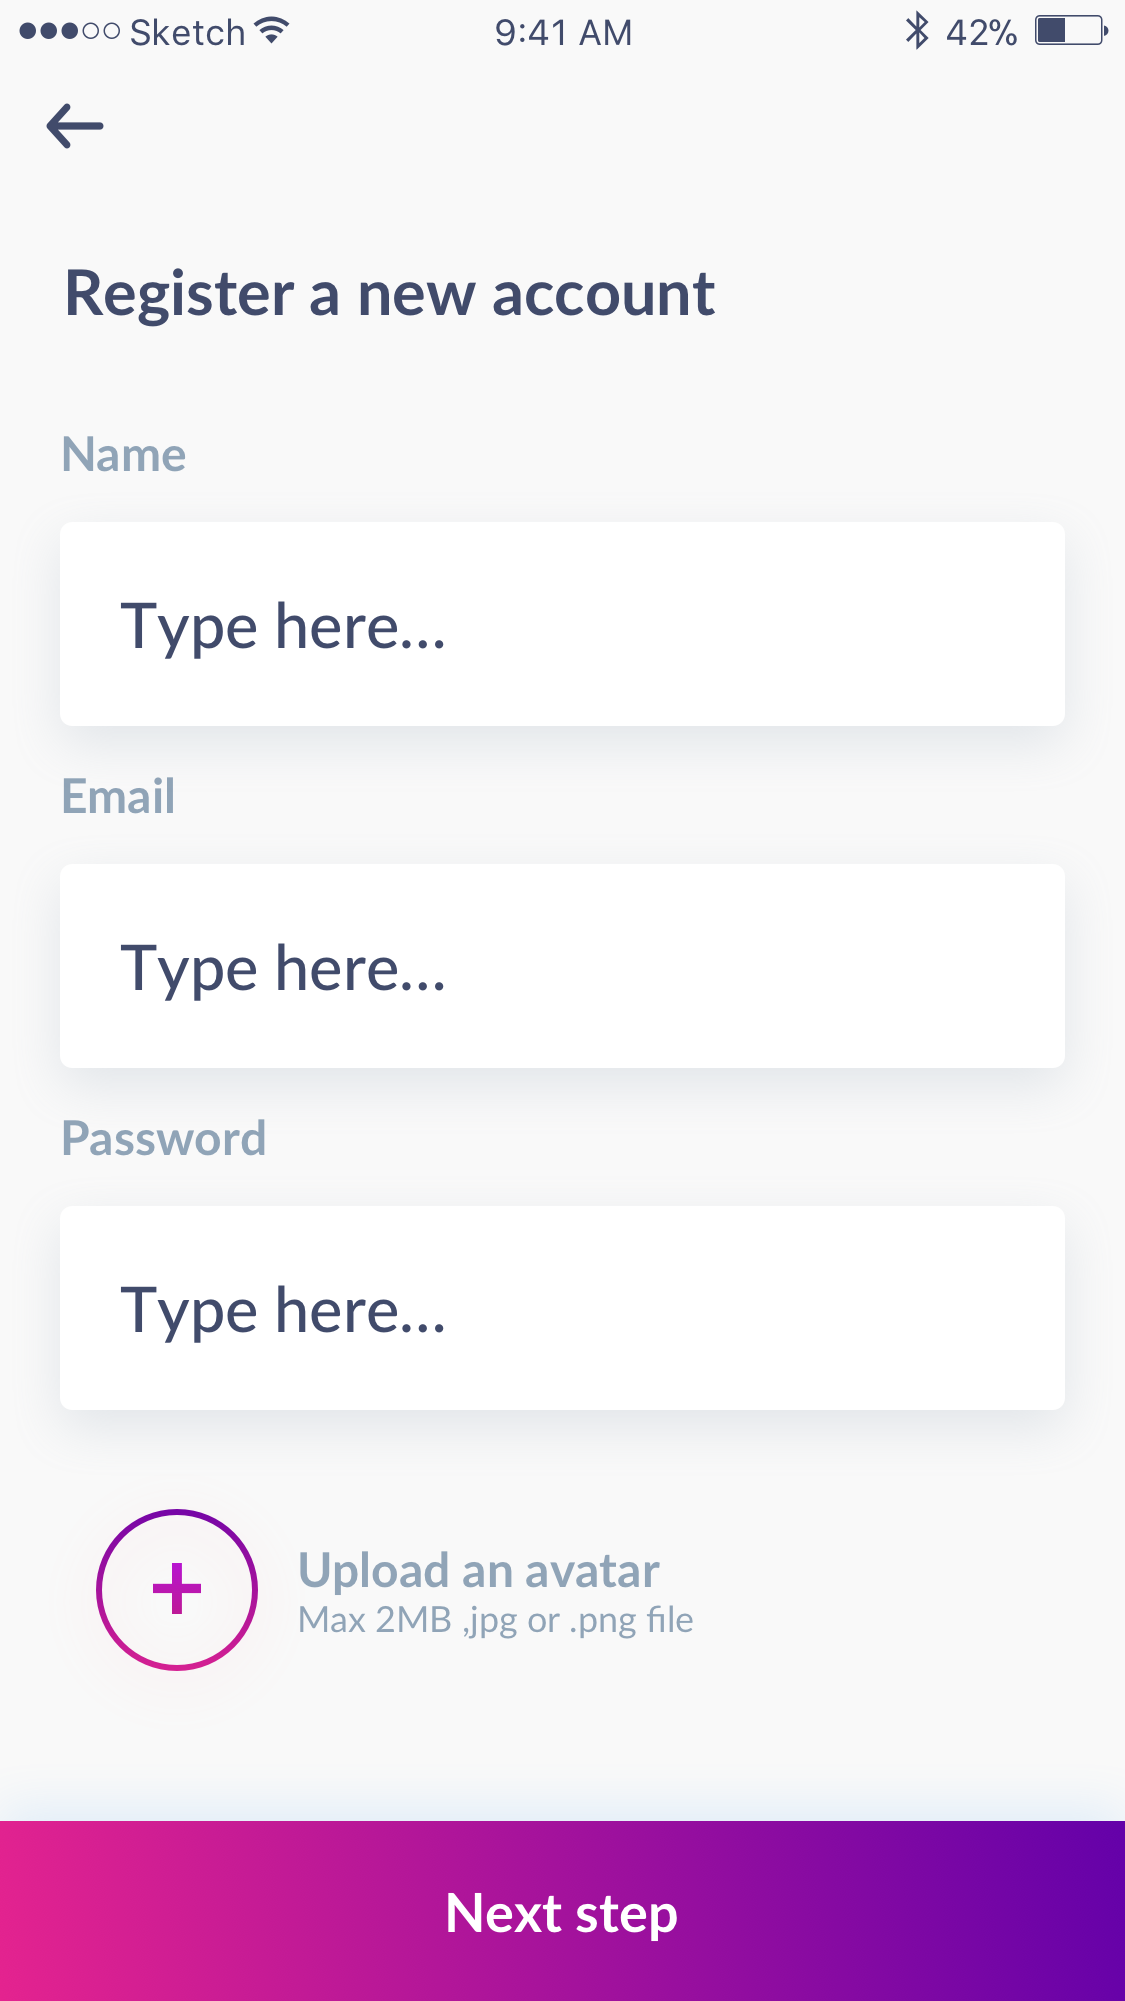 Sketch 9:41 AM 42%
Register a new account
Name
Type here...
Email
Type here...
Password
Type here...
Upload an avatar
Max 2MB ,jpg or .png file
Next step